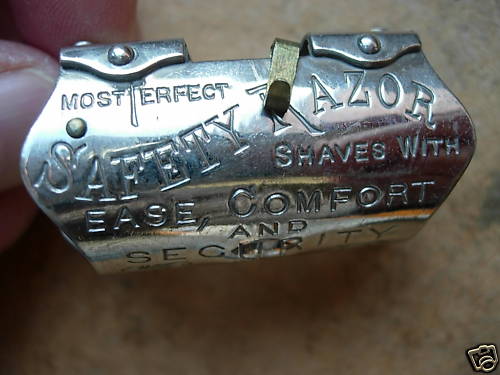 MOST PERFECT
SAFETY RAZOR
SHAVES WITH
EASE, COMFORT
AND
SECURITY